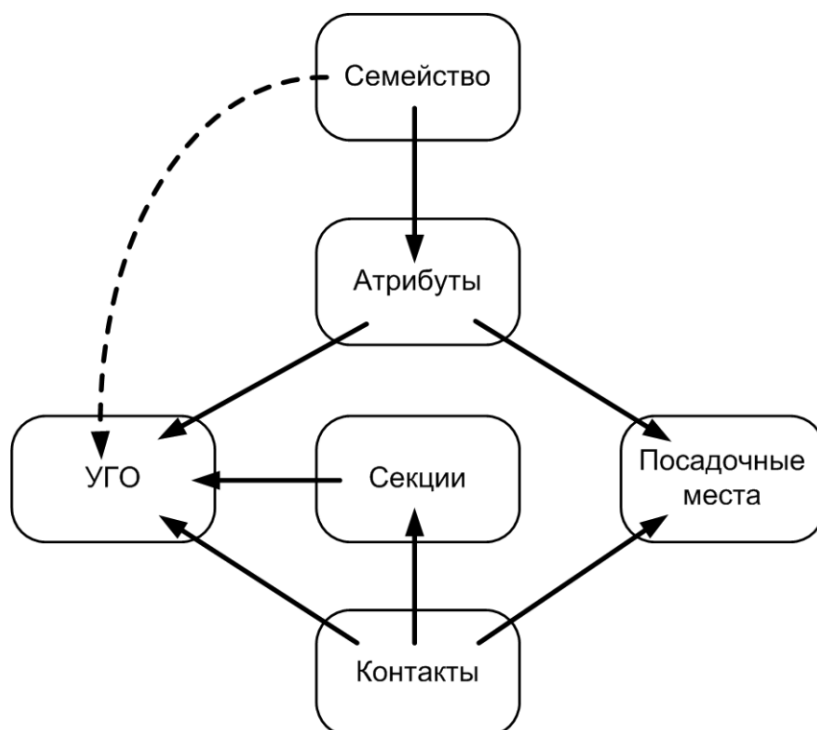 Семейство
Атрибуты
УГО
Секции
Посадочные
места
Контакты